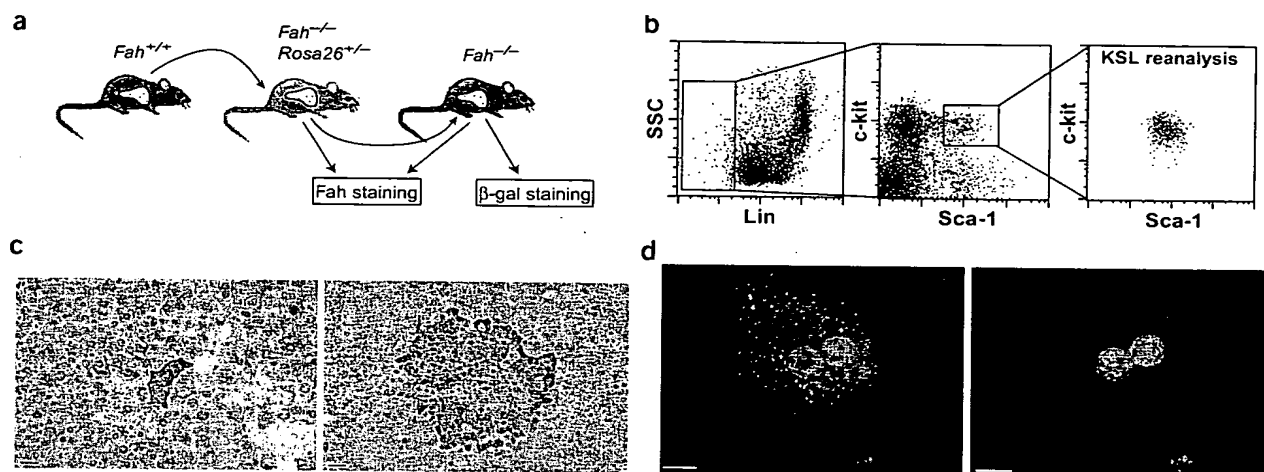 a
Fah+/+
Fah−/−
Rosa26+/−
Fah−/−
Fah staining
β-gal staining
b
SSC
Lin
c-kit
Sca-1
KSL reanalysis
c-kit
Sca-1
c
d